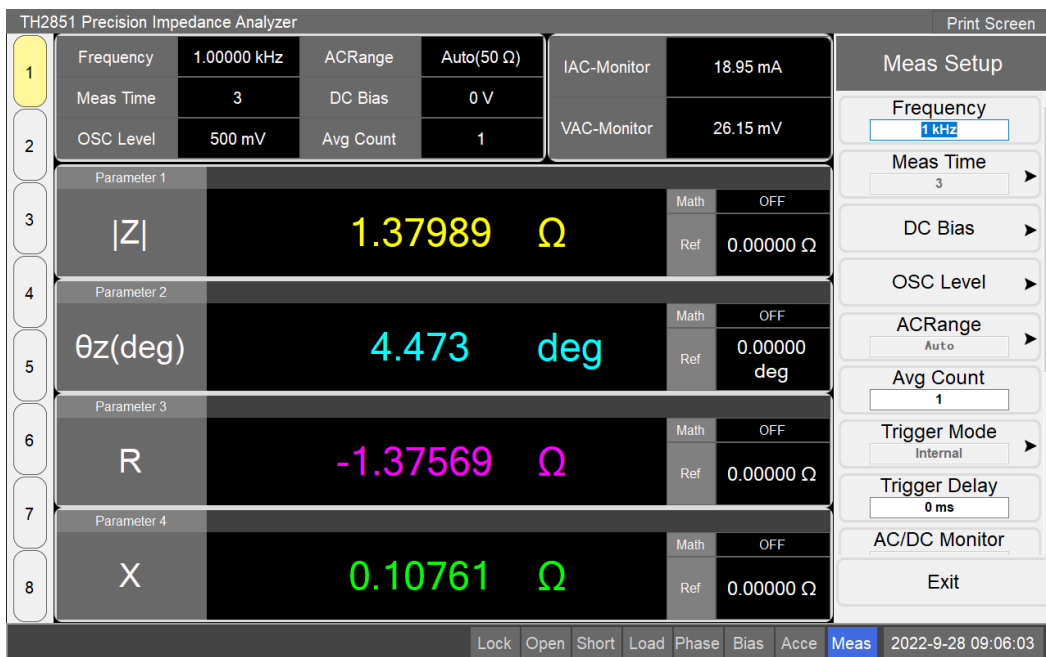 TH2851 Precision Impedance Analyzer
Print Screen
1
2
3
4
5
6
7
8
Frequency 1.00000 kHz ACRange Auto(50 Ω)
Meas Time 3 DC Bias 0 V
OSC Level 500 mV Avg Count 1
IAC-Monitor 18.95 mA
VAC-Monitor 26.15 mV
Parameter 1
|Z| 1.37989 Ω
Math OFF
Ref 0.00000 Ω
Parameter 2
θz(deg) 4.473 deg
Math OFF
Ref 0.00000
deg
Parameter 3
R -1.37569 Ω
Math OFF
Ref 0.00000 Ω
Parameter 4
X 0.10761 Ω
Math OFF
Ref 0.00000 Ω
Meas Setup
Frequency
1 kHz
Meas Time
3
DC Bias
OSC Level
ACRange
Auto
Avg Count
1
Trigger Mode
Internal
Trigger Delay
0 ms
AC/DC Monitor
Exit
Lock Open Short Load Phase Bias Acce Meas 2022-9-28 09:06:03